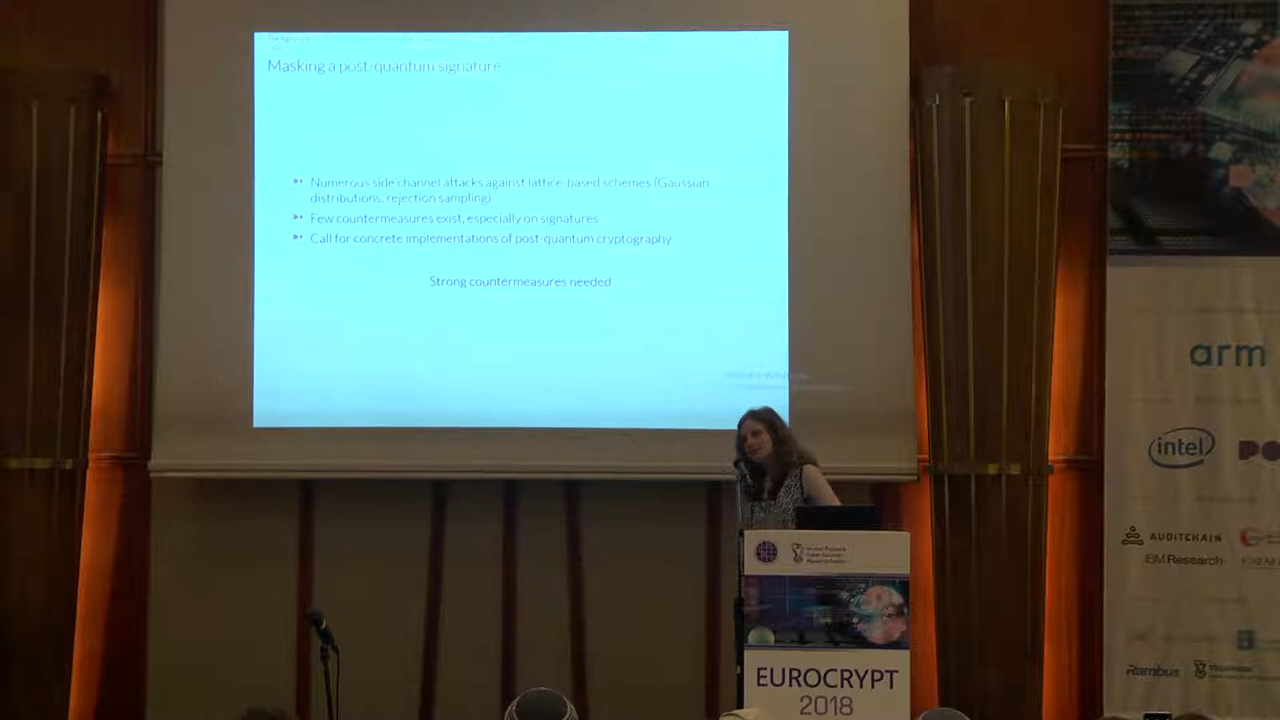 Masking a post-quantum signature
Numerous side channel attacks against lattice-based schemes (Gaussian
distributions, rejection sampling)
Few countermeasures exist, especially on signatures
Call for concrete implementations of post-quantum cryptography
Strong countermeasures needed
arm
intel
AUDITCHAIN
IBM Research
Rambus
EUROCRYPT
2018